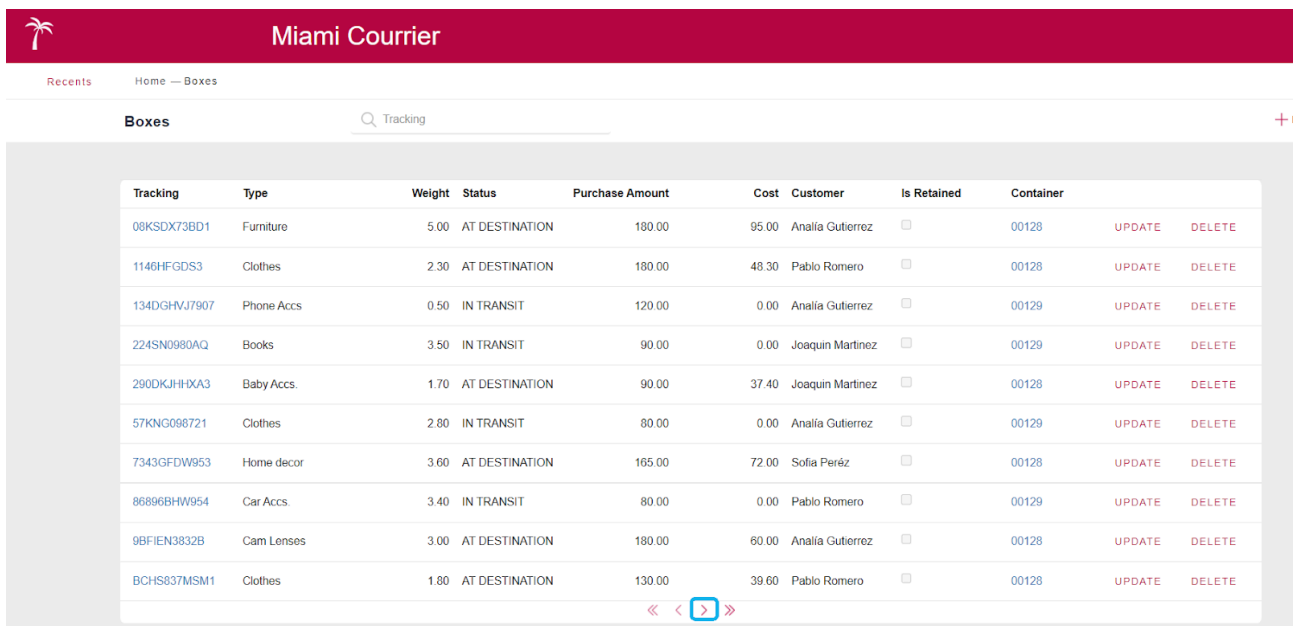 Miami Courrier
Recents Home — Boxes
Boxes Tracking
Tracking Type Weight Status Purchase Amount Cost Customer Is Retained Container
08KSDX73BD1 Furniture 5.00 AT DESTINATION 180.00 95.00 Analía Gutierrez 00128 UPDATE DELETE
1146HFGDS3 Clothes 2.30 AT DESTINATION 180.00 48.30 Pablo Romero 00128 UPDATE DELETE
134DGHVJ7907 Phone Accs 0.50 IN TRANSIT 120.00 0.00 Analía Gutierrez 00129 UPDATE DELETE
224SN0980AQ Books 3.50 IN TRANSIT 90.00 0.00 Joaquin Martinez 00129 UPDATE DELETE
290DKJHHXA3 Baby Accs. 1.70 AT DESTINATION 90.00 37.40 Joaquin Martinez 00128 UPDATE DELETE
57KNG098721 Clothes 2.80 IN TRANSIT 80.00 0.00 Analía Gutierrez 00129 UPDATE DELETE
7343GFDW953 Home decor 3.60 AT DESTINATION 165.00 72.00 Sofia Peréz 00128 UPDATE DELETE
86896BHW954 Car Accs. 3.40 IN TRANSIT 80.00 0.00 Pablo Romero 00129 UPDATE DELETE
9BFIEN3832B Cam Lenses 3.00 AT DESTINATION 180.00 60.00 Analía Gutierrez 00128 UPDATE DELETE
BCHS837MSM1 Clothes 1.80 AT DESTINATION 130.00 39.60 Pablo Romero 00128 UPDATE DELETE